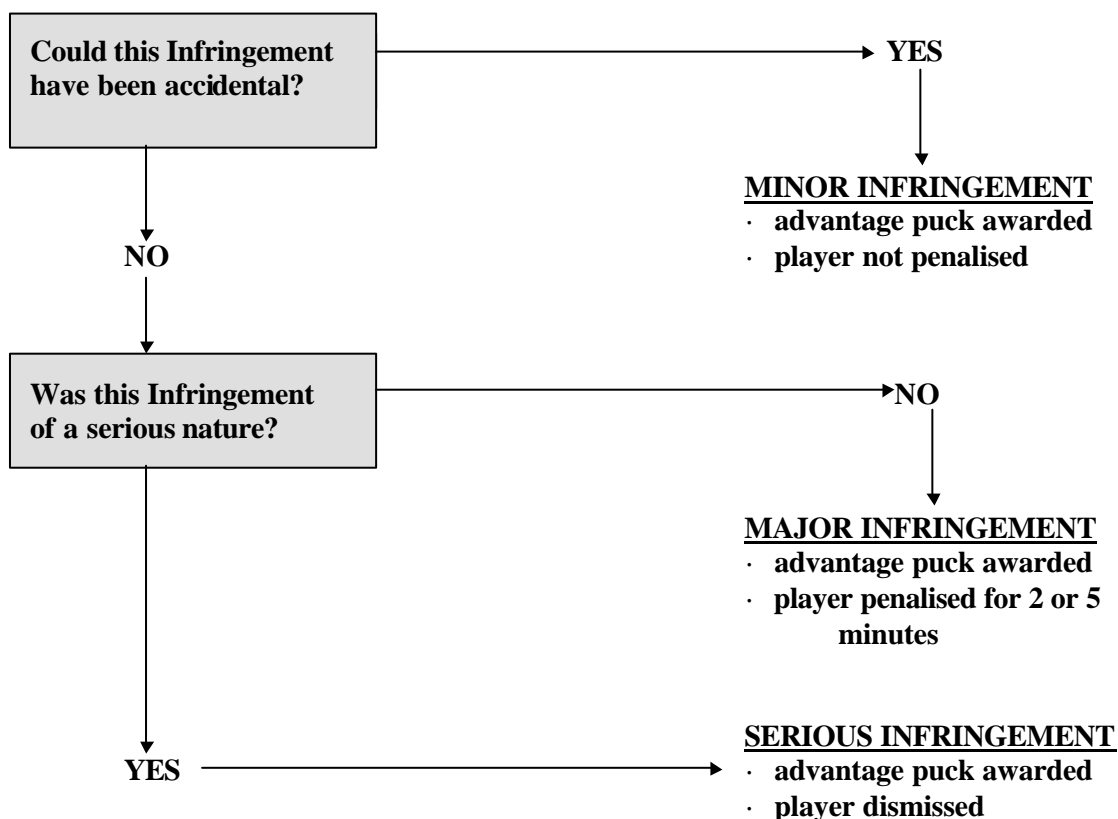 Could this Infringement
have been accidental?
YES
MINOR INFRINGEMENT
· advantage puck awarded
· player not penalised
NO
Was this Infringement
of a serious nature?
NO
MAJOR INFRINGEMENT
· advantage puck awarded
· player penalised for 2 or 5
minutes
YES
SERIOUS INFRINGEMENT
· advantage puck awarded
· player dismissed